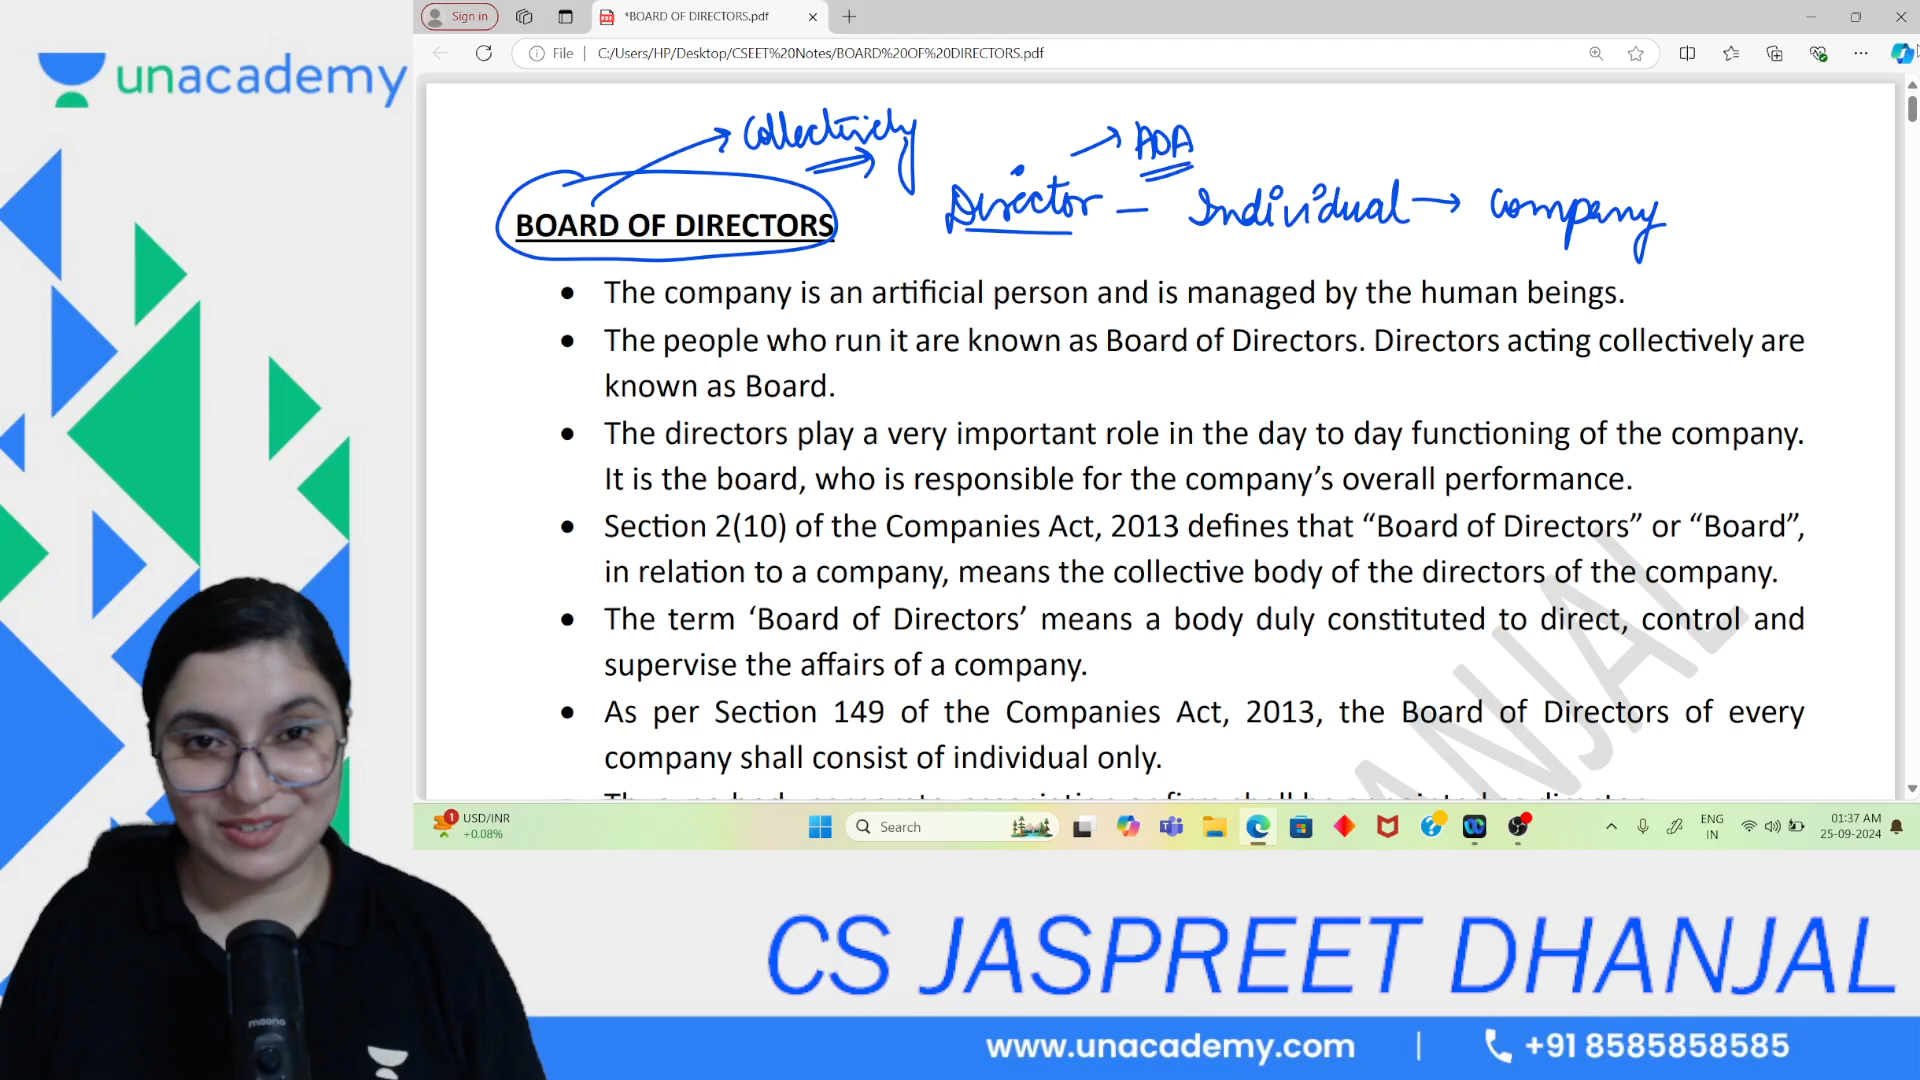 Sign in
*BOARD OF DIRECTORS.pdf
File
C:/Users/HP/Desktop/CSEET%20Notes/BOARD%20OF%20DIRECTORS.pdf
unacademy
Collectively
ADA
Director – Individual → Company
BOARD OF DIRECTORS
• The company is an artificial person and is managed by the human beings.
• The people who run it are known as Board of Directors. Directors acting collectively are
known as Board.
• The directors play a very important role in the day to day functioning of the company.
It is the board, who is responsible for the company’s overall performance.
• Section 2(10) of the Companies Act, 2013 defines that “Board of Directors” or “Board”,
in relation to a company, means the collective body of the directors of the company.
• The term ‘Board of Directors’ means a body duly constituted to direct, control and
supervise the affairs of a company.
• As per Section 149 of the Companies Act, 2013, the Board of Directors of every
company shall consist of individual only.
1
USD/INR
+0.08%
Search
ENG
IN
01:37 AM
25-09-2024
maono
CS JASPREET DHANJAL
www.unacademy.com | +91 8585858585